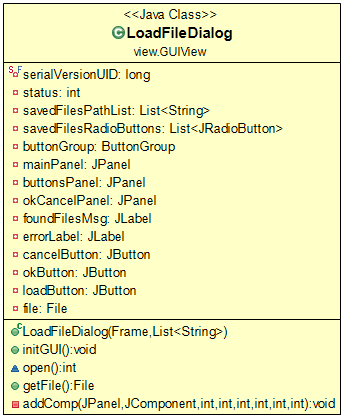 <<Java Class>>
LoadFileDialog
view.GUIView
serialVersionUID: long
status: int
savedFilesPathList: List<String>
savedFilesRadioButtons: List<JRadioButton>
buttonGroup: ButtonGroup
mainPanel: JPanel
buttonsPanel: JPanel
okCancelPanel: JPanel
foundFilesMsg: JLabel
errorLabel: JLabel
cancelButton: JButton
okButton: JButton
loadButton: JButton
file: File
LoadFileDialog(Frame,List<String>)
initGUI():void
open():int
getFile():File
addComp(JPanel,JComponent,int,int,int,int,int,int):void